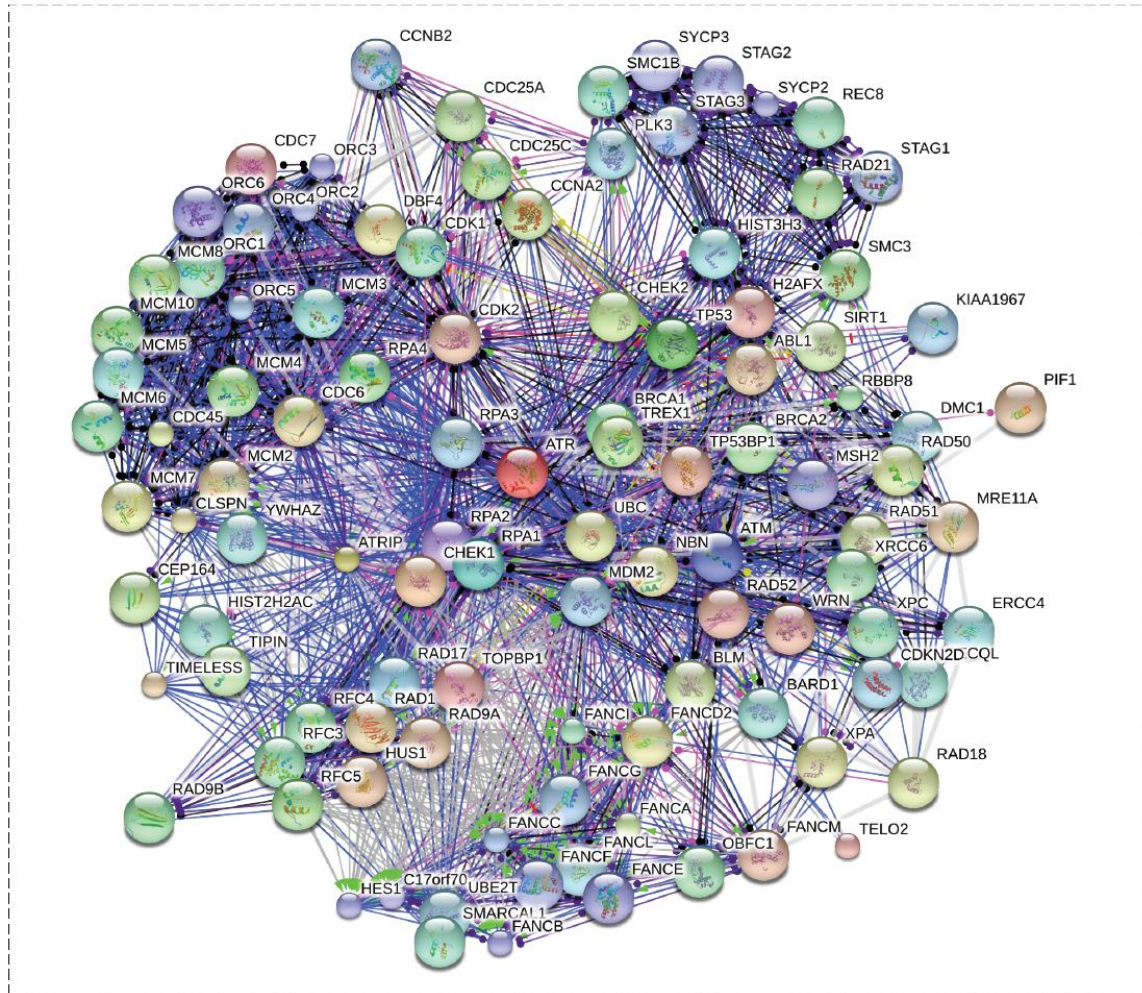 CCNB2
SYCP3
SMC1B
STAG2
CDC25A
SYCP2
STAG3
REC8
PLK3
CDC7
ORC3
CDC25C
STAG1
CCNA2
RAD21
ORC6
ORC4
ORC2
DBF4
CDK1
HIST3H3
ORC1
MCM8
SMC3
MCM10
ORC5
MCM3
CHEK2
H2AFX
KIAA1967
CDK2
TP53
SIRT1
MCM5
RPA4
ABL1
MCM4
MCM6
CDC6
RBBP8
PIF1
CDC45
BRCA1
TREX1
BRCA2
DMC1
RPA3
ATR
TP53BP1
RAD50
MCM2
MSH2
MCM7
CLSPN
YWHAZ
UBC
RAD51
MRE11A
RPA2
RPA1
NBN
ATM
ATRIP
CHEK1
XRCC6
CEP164
MDM2
RAD52
HIST2H2AC
WRN
XPC
ERCC4
TIPIN
RAD17
TOPBP1
BLM
CDKN2D
CQL
TIMELESS
RFC4
RAD1
BARD1
RAD9A
FANCI
FANCD2
RFC3
HUS1
XPA
RAD18
RFC5
FANCG
RAD9B
FANCA
FANCC
FANCL
FANCM
TELO2
OBFC1
FANCF
FANCE
HES1
C17orf70
UBE2T
SMARCAL1
FANCB